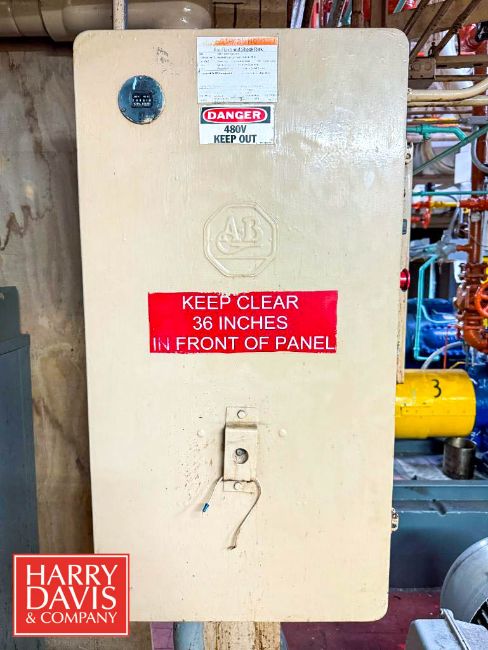 DANGER
480V
KEEP OUT
AB
KEEP CLEAR
36 INCHES
IN FRONT OF PANEL
3
HARRY
DAVIS
& COMPANY